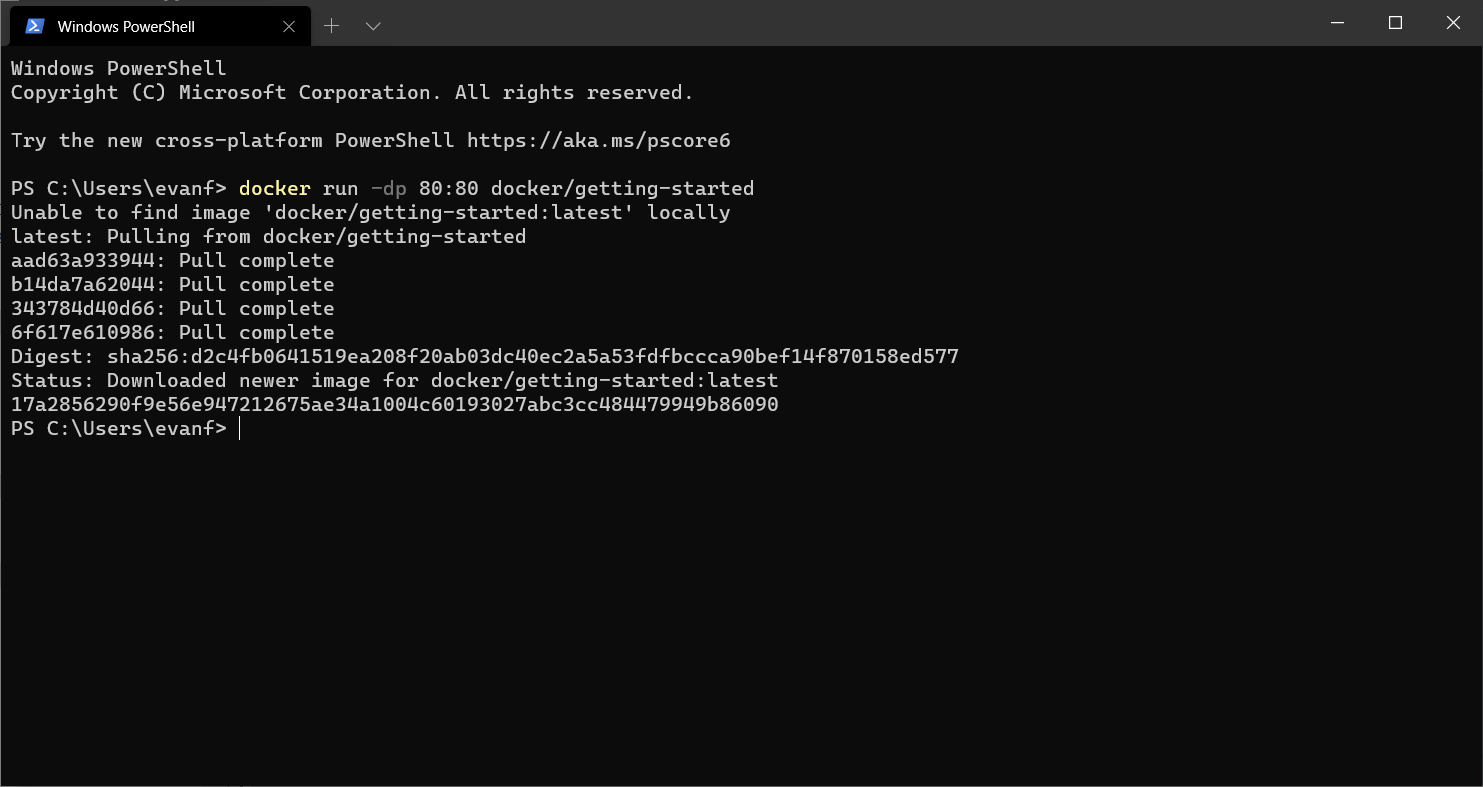 Windows PowerShell
Windows PowerShell
Copyright (C) Microsoft Corporation. All rights reserved.
Try the new cross-platform PowerShell https://aka.ms/pscore6
PS C:\Users\evanf> docker run -dp 80:80 docker/getting-started
Unable to find image 'docker/getting-started:latest' locally
latest: Pulling from docker/getting-started
aad63a933944: Pull complete
b14da7a62044: Pull complete
343784d40d66: Pull complete
6f617e610986: Pull complete
Digest: sha256:d2c4fb0641519ea208f20ab03dc40ec2a5a53fdfbccca90bef14f870158ed577
Status: Downloaded newer image for docker/getting-started:latest
17a2856290f9e56e947212675ae34a1004c60193027abc3cc484479949b86090
PS C:\Users\evanf>